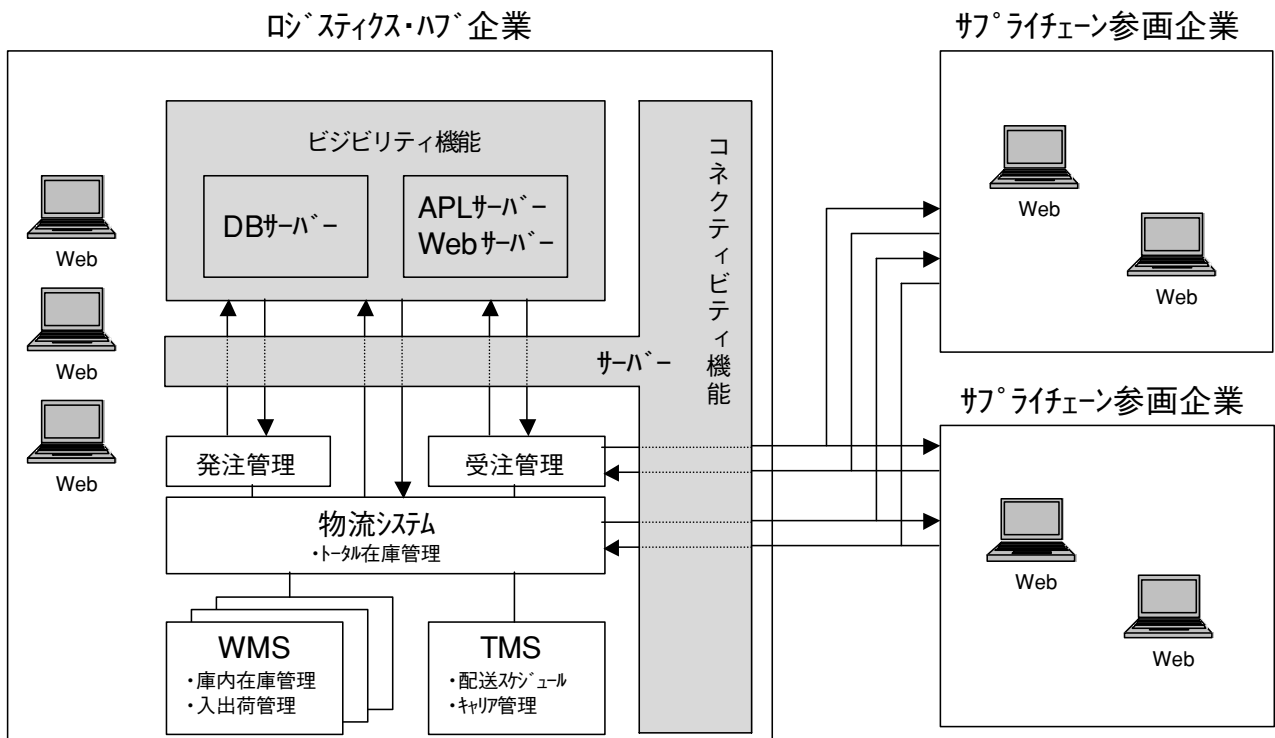 ﾛｼﾞｽﾃｨｸｽ・ﾊﾌﾞ企業
ｻﾌﾟﾗｲﾁｪｰﾝ参画企業
ビジビリティ機能
DBｻｰﾊﾞｰ
APLｻｰﾊﾞｰ
Webｻｰﾊﾞｰ
コネクティビティ機能
ｻｰﾊﾞｰ
Web
Web
Web
発注管理
受注管理
物流ｼｽﾃﾑ
・ﾄｰﾀﾙ在庫管理
WMS
・庫内在庫管理
・入出荷管理
TMS
・配送ｽｹｼﾞｭｰﾙ
・ｷｬﾘｱ管理
Web
Web
ｻﾌﾟﾗｲﾁｪｰﾝ参画企業
Web
Web